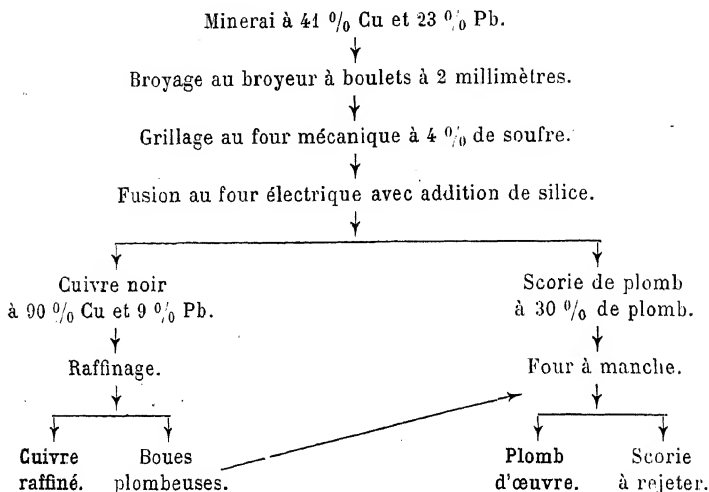 Minerai à 41 % Cu et 23 % Pb.
Broyage au broyeur à boulets à 2 millimètres.
Grillage au four mécanique à 4 % de soufre.
Fusion au four électrique avec addition de silice.
Cuivre noir
à 90 % Cu et 9 % Pb.
Scorie de plomb
à 30 % de plomb.
Raffinage.
Four à manche.
Cuivre
raffiné.
Boues
plombeuses.
Plomb
d'œuvre.
Scorie
à rejeter.